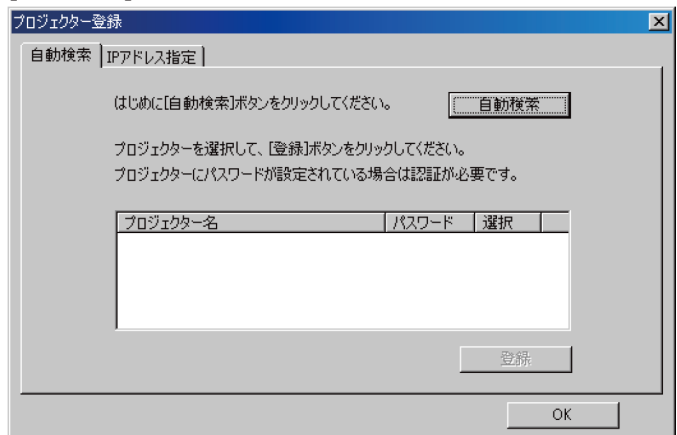 プロジェクター登録
自動検索 IPアドレス指定
はじめに[自動検索]ボタンをクリックしてください。 自動検索
プロジェクターを選択して、[登録]ボタンをクリックしてください。
プロジェクターにパスワードが設定されている場合は認証が必要です。
プロジェクター名 パスワード 選択
登録
OK